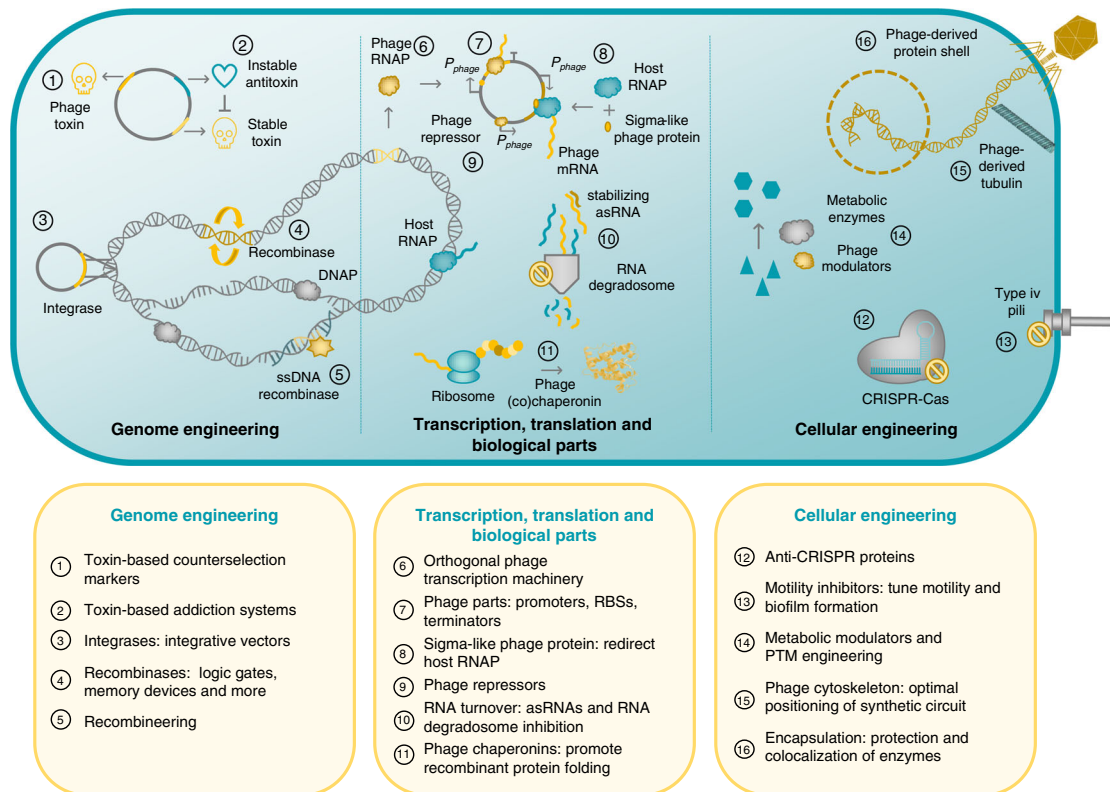 1
Phage
toxin
2
Instable
antitoxin
Stable
toxin
3
Integrase
4
Recombinase
DNAP
5
ssDNA
recombinase
Genome engineering
Phage
RNAP
6
7
8
P phage
P phage
Host
RNAP
+
Sigma-like
phage protein
Phage
repressor
9
P phage
Phage
mRNA
Host
RNAP
stabilizing
asRNA
10
RNA
degradosome
11
Ribosome
Phage
(co)chaperonin
Transcription, translation and
biological parts
16
Phage-derived
protein shell
15
Phage-
derived
tubulin
Metabolic
enzymes
14
Phage
modulators
12
CRISPR-Cas
Type iv
pili
13
Cellular engineering
Genome engineering
1 Toxin-based counterselection
markers
2 Toxin-based addiction systems
3 Integrases: integrative vectors
4 Recombinases: logic gates,
memory devices and more
5 Recombineering
Transcription, translation and
biological parts
6 Orthogonal phage
transcription machinery
7 Phage parts: promoters, RBSs,
terminators
8 Sigma-like phage protein: redirect
host RNAP
9 Phage repressors
10 RNA turnover: asRNAs and RNA
degradosome inhibition
11 Phage chaperonins: promote
recombinant protein folding
Cellular engineering
12 Anti-CRISPR proteins
13 Motility inhibitors: tune motility and
biofilm formation
14 Metabolic modulators and
PTM engineering
15 Phage cytoskeleton: optimal
positioning of synthetic circuit
16 Encapsulation: protection and
colocalization of enzymes